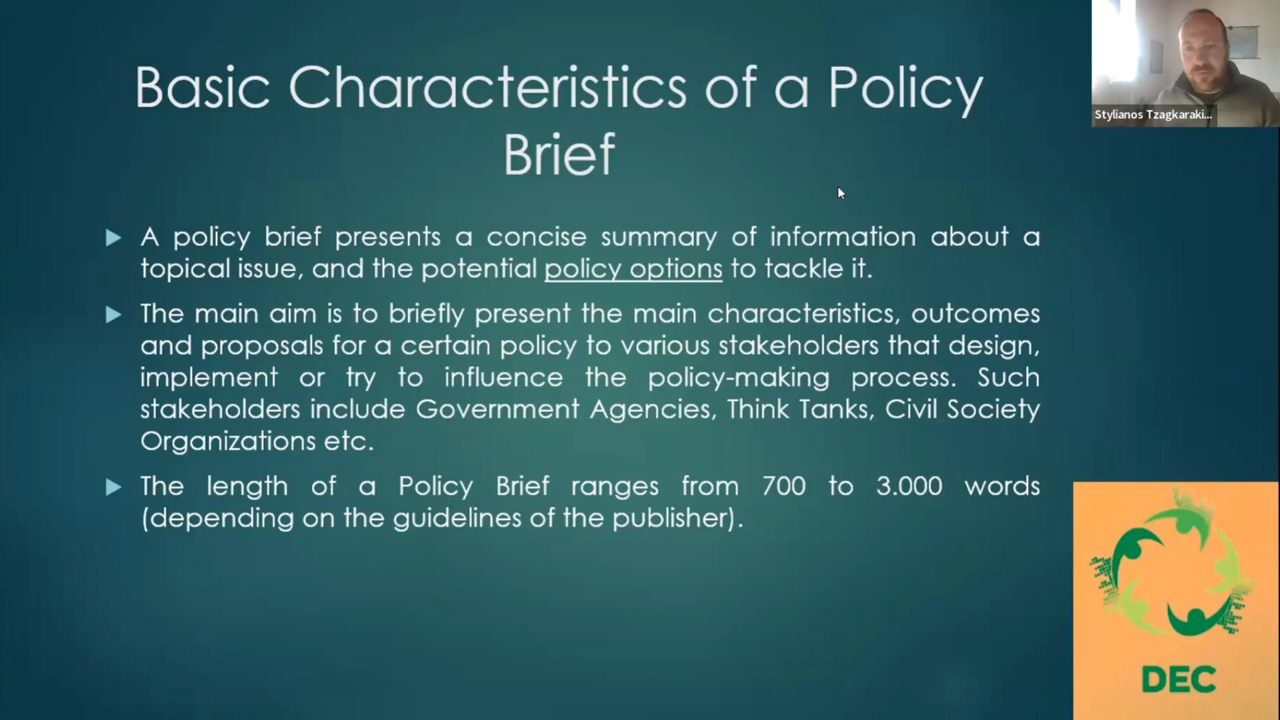 Basic Characteristics of a Policy
Brief
Stylianos Tzagkaraki...
A policy brief presents a concise summary of information about a
topical issue, and the potential policy options to tackle it.
The main aim is to briefly present the main characteristics, outcomes
and proposals for a certain policy to various stakeholders that design,
implement or try to influence the policy-making process. Such
stakeholders include Government Agencies, Think Tanks, Civil Society
Organizations etc.
The length of a Policy Brief ranges from 700 to 3.000 words
(depending on the guidelines of the publisher).
DEC